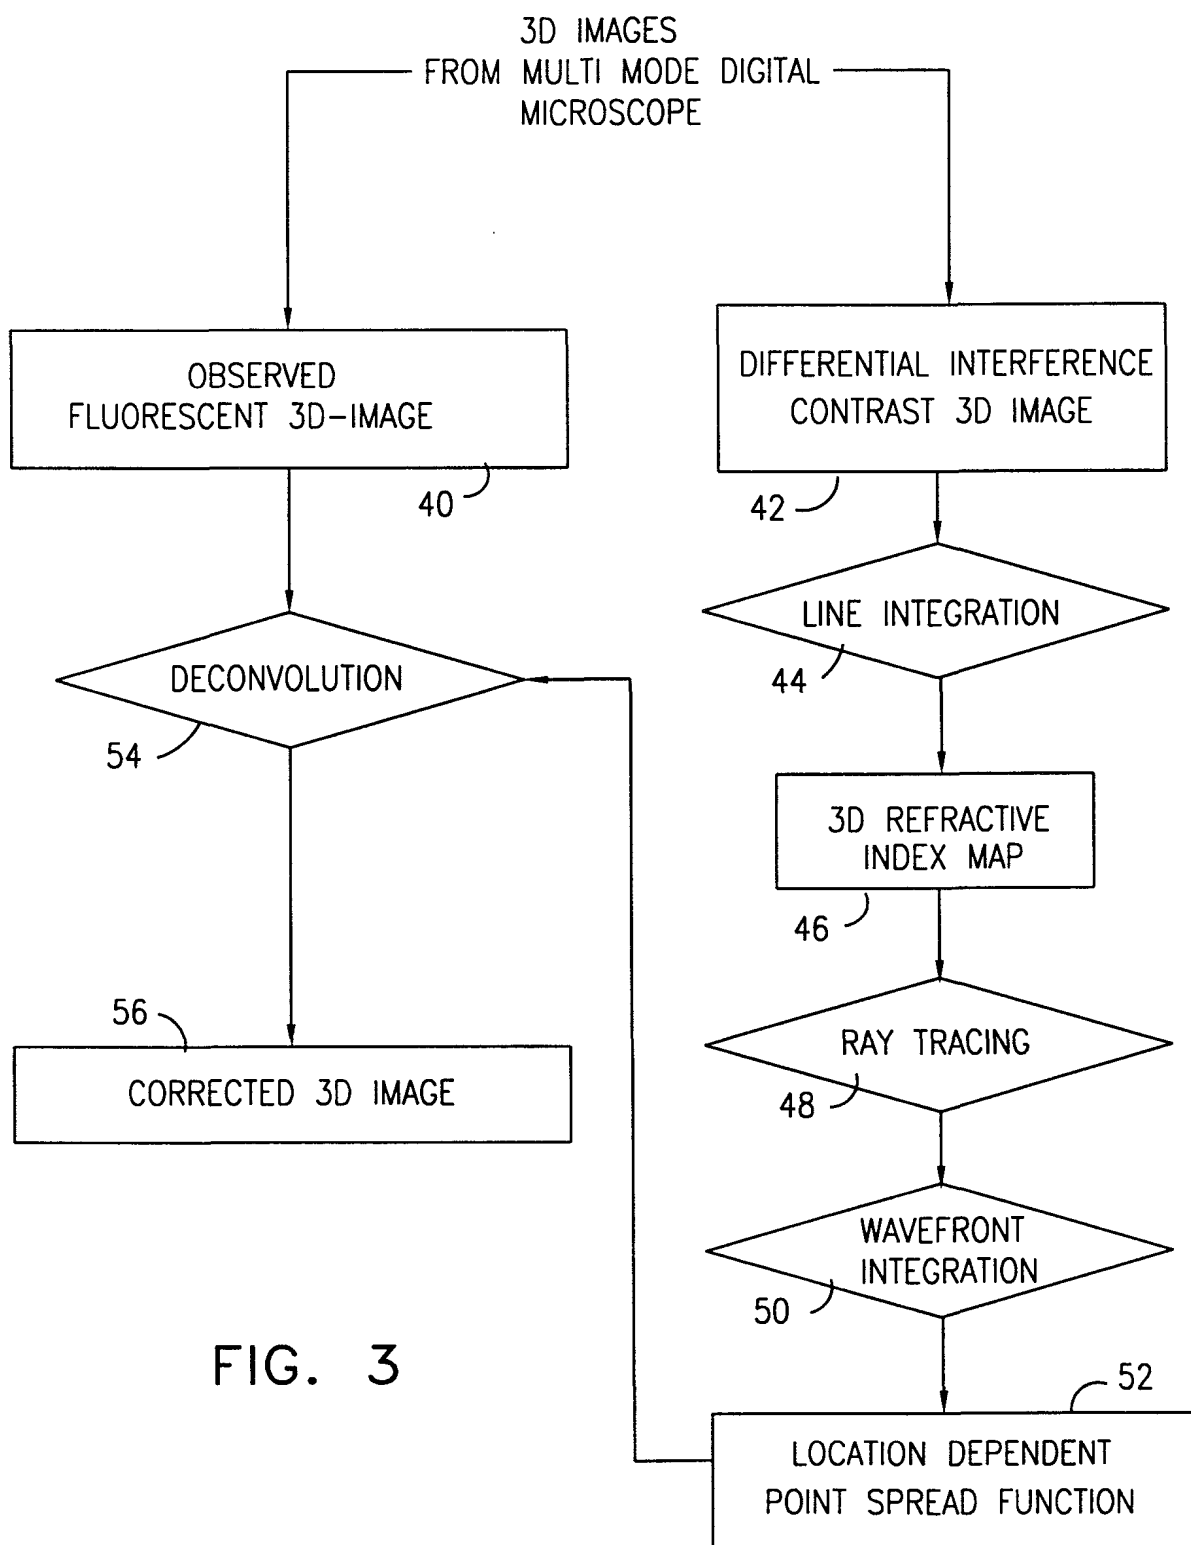 3D IMAGES
FROM MULTI MODE DIGITAL
MICROSCOPE
OBSERVED
FLUORESCENT 3D-IMAGE
40
DIFFERENTIAL INTERFERENCE
CONTRAST 3D IMAGE
42
LINE INTEGRATION
44
DECONVOLUTION
54
3D REFRACTIVE
INDEX MAP
46
56
CORRECTED 3D IMAGE
RAY TRACING
48
WAVEFRONT
INTEGRATION
50
FIG. 3
52
LOCATION DEPENDENT
POINT SPREAD FUNCTION